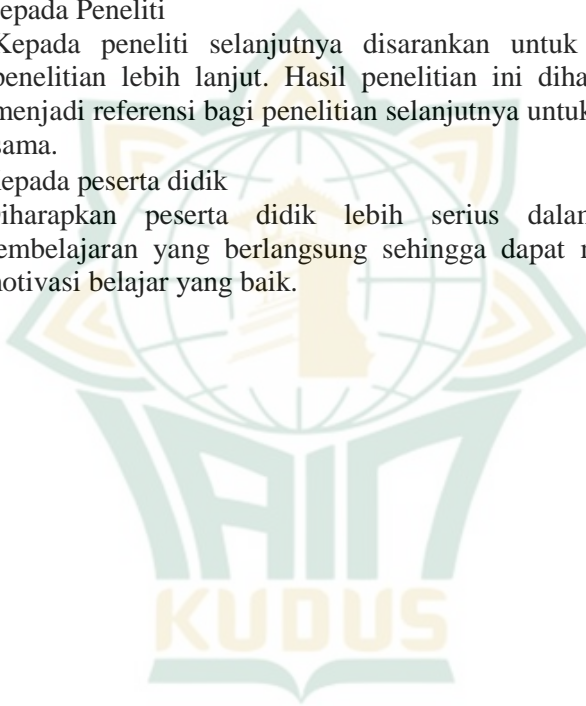 epada Peneliti
Kepada peneliti selanjutnya disarankan untuk
penelitian lebih lanjut. Hasil penelitian ini diha
menjadi referensi bagi penelitian selanjutnya untuk
sama.
epada peserta didik
iharapkan peserta didik lebih serius dalam
embelajaran yang berlangsung sehingga dapat
otivasi belajar yang baik.
IAIN
KUDUS